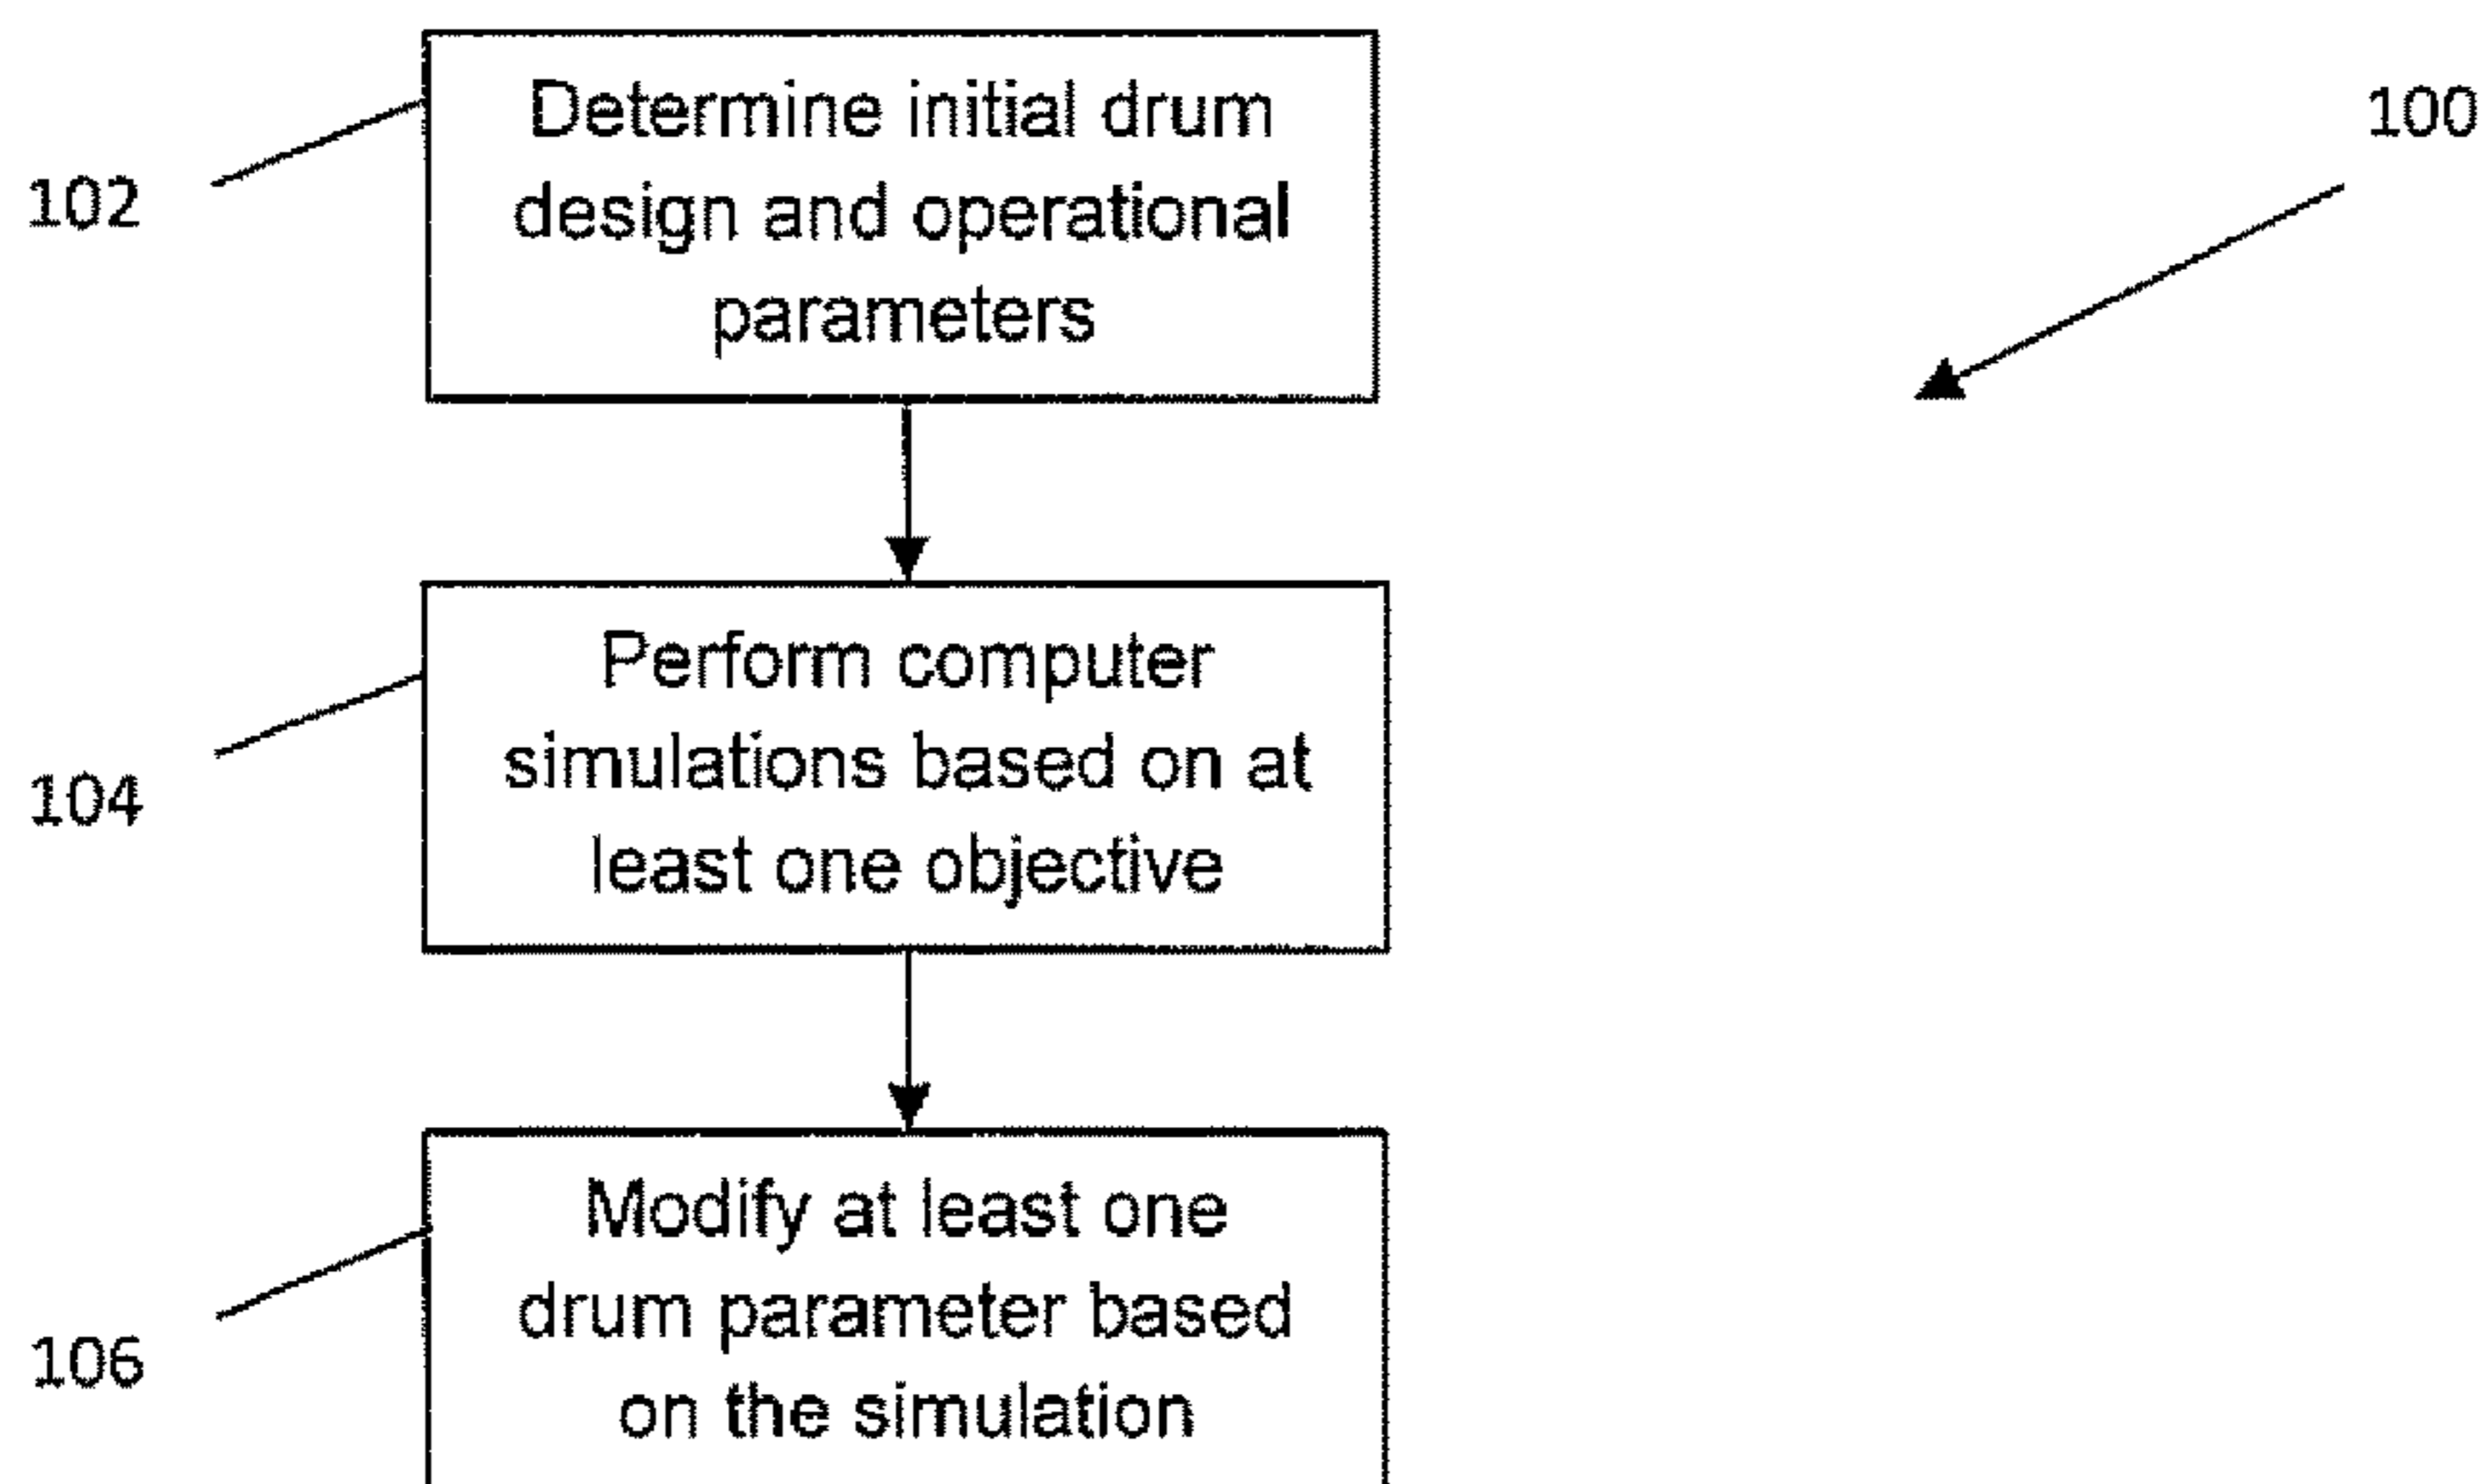 Determine initial drum
design and operational
parameters
100
102
Perform computer
simulations based on at
least one objective
104
Modify at least one
drum parameter based
on the simulation
106